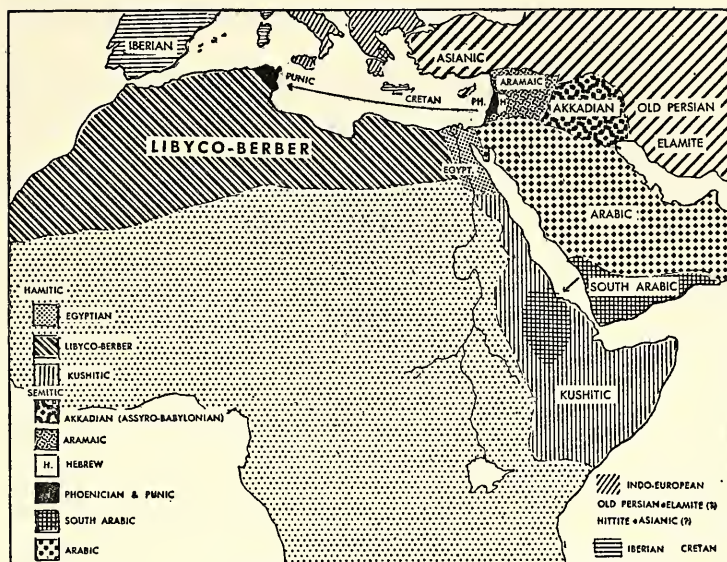 IBERIAN
ASIANIC
ARAMAIC
PUNIC
CRETAN
PH.
H
AKKADIAN
OLD PERSIAN
ELAMITE
LIBYCO-BERBER
EGYPT.
ARABIC
SOUTH ARABIC
KUSHITIC
HAMITIC
EGYPTIAN
LIBYCO-BERBER
KUSHITIC
SEMITIC
AKKADIAN (ASSYRO-BABYLONIAN)
ARAMAIC
H. HEBREW
PHOENICIAN & PUNIC
SOUTH ARABIC
ARABIC
INDO-EUROPEAN
OLD PERSIAN • ELAMITE (?)
HITTITE • ASIANIC (?)
IBERIAN CRETAN